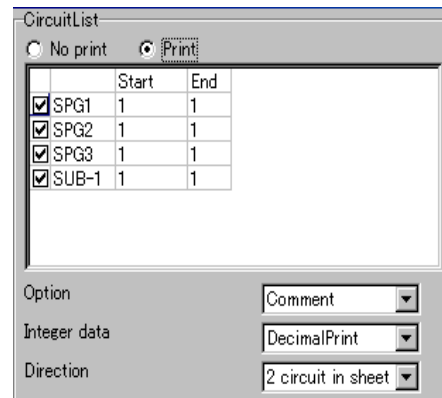 CircuitList
No print Print
Start End
SPG1 1 1
SPG2 1 1
SPG3 1 1
SUB-1 1 1
Option Comment
Integer data DecimalPrint
Direction 2 circuit in sheet